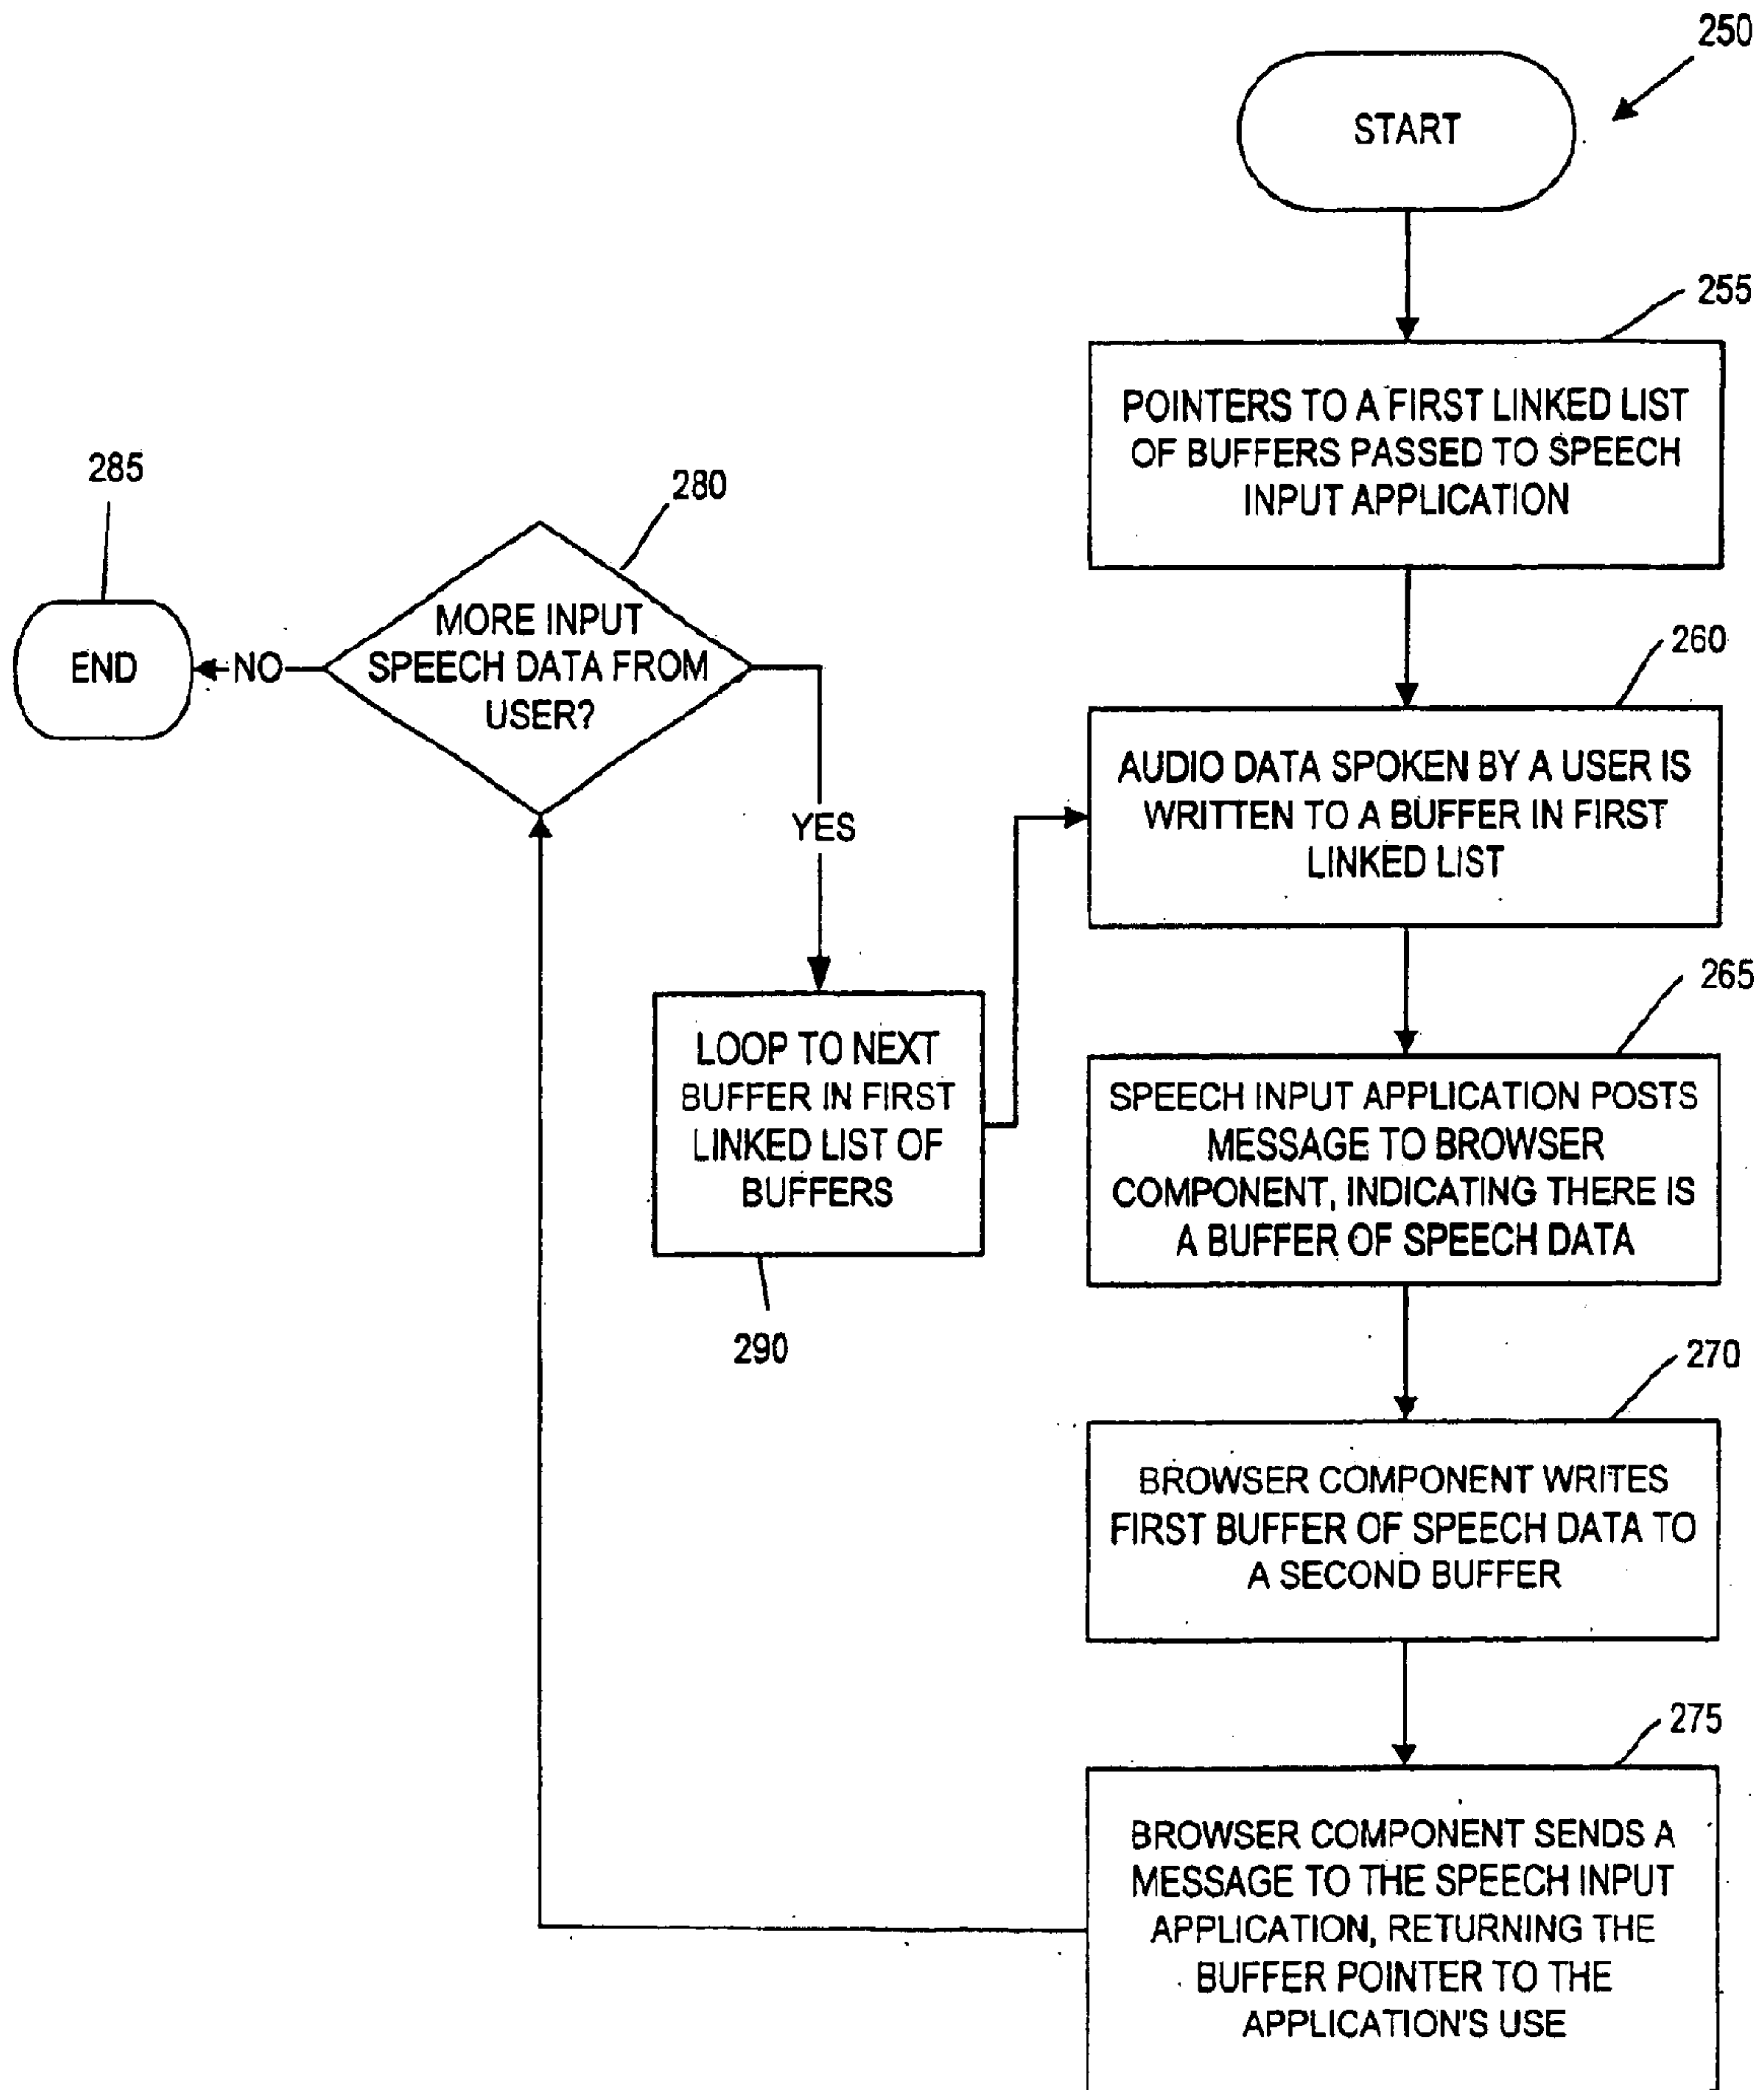 250
START
255
POINTERS TO A FIRST LINKED LIST
OF BUFFERS PASSED TO SPEECH
INPUT APPLICATION
285
280
MORE INPUT
SPEECH DATA FROM
USER?
END
NO
YES
260
AUDIO DATA SPOKEN BY A USER IS
WRITTEN TO A BUFFER IN FIRST
LINKED LIST
265
LOOP TO NEXT
BUFFER IN FIRST
LINKED LIST OF
BUFFERS
290
SPEECH INPUT APPLICATION POSTS
MESSAGE TO BROWSER
COMPONENT, INDICATING THERE IS
A BUFFER OF SPEECH DATA
270
BROWSER COMPONENT WRITES
FIRST BUFFER OF SPEECH DATA TO
A SECOND BUFFER
275
BROWSER COMPONENT SENDS A
MESSAGE TO THE SPEECH INPUT
APPLICATION, RETURNING THE
BUFFER POINTER TO THE
APPLICATION'S USE